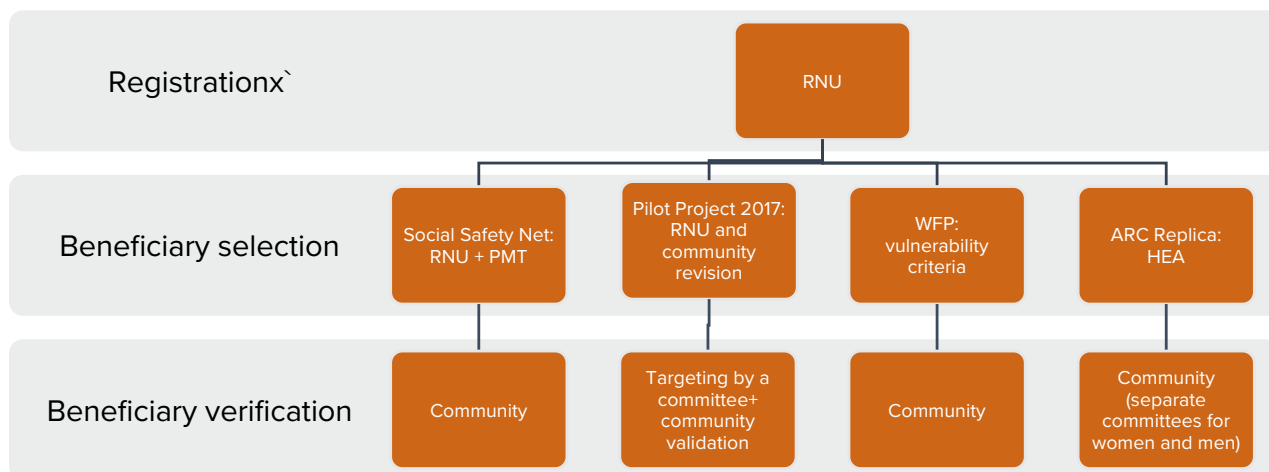 Registrationx`
RNU
Beneficiary selection
Social Safety Net:
RNU + PMT
Pilot Project 2017:
RNU and
community
revision
WFP:
vulnerability
criteria
ARC Replica:
HEA
Beneficiary verification
Community
Targeting by a
committee+
community
validation
Community
Community
(separate
committees for
women and men)